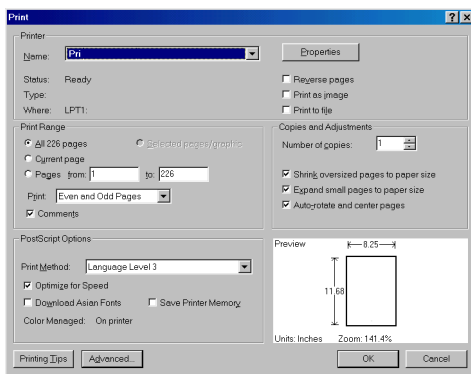 Print
Printer
Name: Pri
Properties
Status: Ready
Type:
Where: LPT1:
Reverse pages
Print as image
Print to file
Print Range
All 226 pages
Selected pages/graphic
Current page
Pages from: 1 to: 226
Print: Even and Odd Pages
Comments
Copies and Adjustments
Number of copies: 1
Shrink oversized pages to paper size
Expand small pages to paper size
Auto-rotate and center pages
PostScript Options
Print Method: Language Level 3
Optimize for Speed
Download Asian Fonts
Save Printer Memory
Color Managed: On printer
Preview
8.25
11.68
Units: Inches Zoom: 141.4%
Printing Tips
Advanced...
OK
Cancel